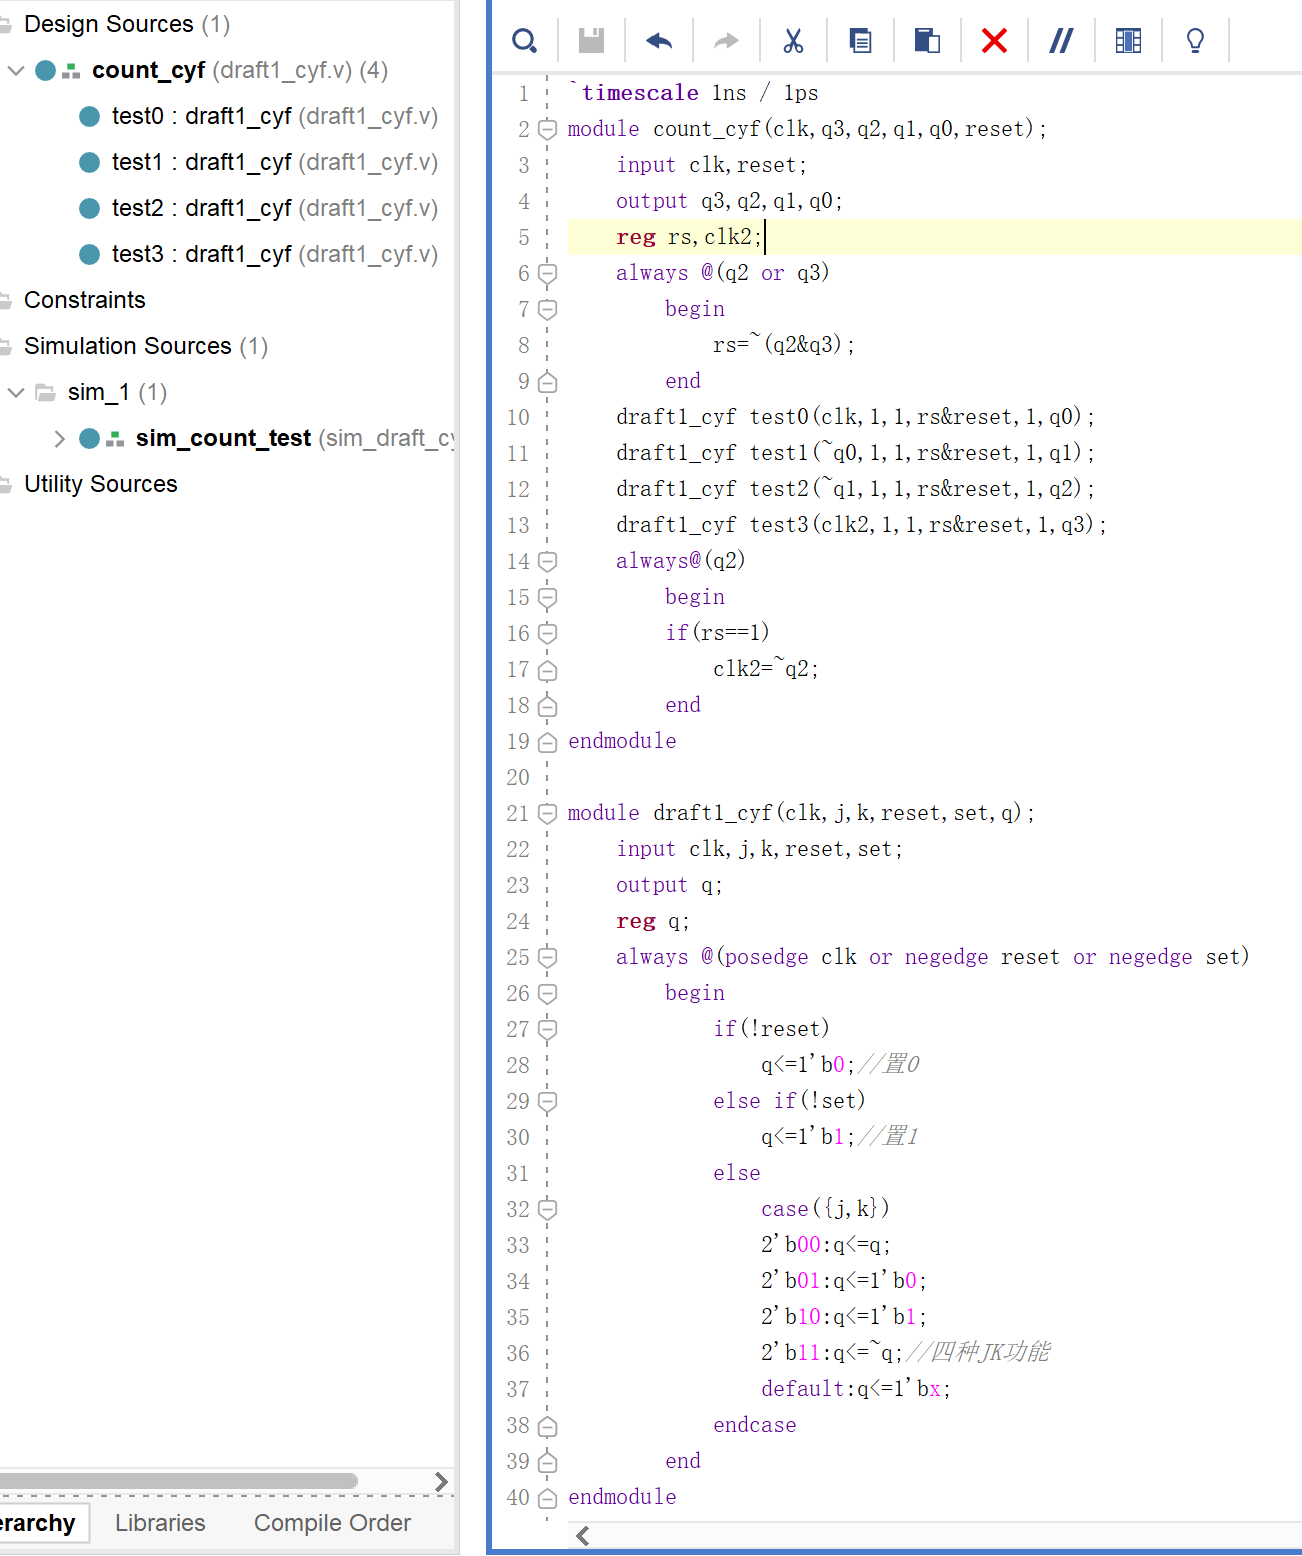 Design Sources (1)
count_cyf (draft1_cyf.v) (4)
test0 : draft1_cyf (draft1_cyf.v)
test1 : draft1_cyf (draft1_cyf.v)
test2 : draft1_cyf (draft1_cyf.v)
test3 : draft1_cyf (draft1_cyf.v)
Constraints
Simulation Sources (1)
sim_1 (1)
sim_count_test (sim_draft_cy
Utility Sources
erarchy Libraries Compile Order
1 `timescale 1ns / 1ps
2 module count_cyf(clk,q3,q2,q1,q0,reset);
3 input clk,reset;
4 output q3,q2,q1,q0;
5 reg rs,clk2;
6 always @(q2 or q3)
7 begin
8 rs=~(q2&q3);
9 end
10 draft1_cyf test0(clk,1,1,rs&reset,1,q0);
11 draft1_cyf test1(~q0,1,1,rs&reset,1,q1);
12 draft1_cyf test2(~q1,1,1,rs&reset,1,q2);
13 draft1_cyf test3(clk2,1,1,rs&reset,1,q3);
14 always@(q2)
15 begin
16 if(rs==1)
17 clk2=~q2;
18 end
19 endmodule
20
21 module draft1_cyf(clk,j,k,reset,set,q);
22 input clk,j,k,reset,set;
23 output q;
24 reg q;
25 always @(posedge clk or negedge reset or negedge set)
26 begin
27 if(!reset)
28 q<=1'b0;//置0
29 else if(!set)
30 q<=1'b1;//置1
31 else
32 case({j,k})
33 2'b00:q<=q;
34 2'b01:q<=1'b0;
35 2'b10:q<=1'b1;
36 2'b11:q<=~q;//四种JK功能
37 default:q<=1'bx;
38 endcase
39 end
40 endmodule